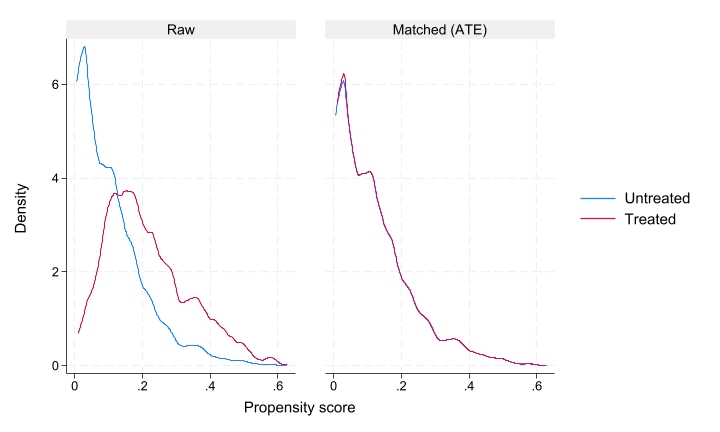 Raw
Matched (ATE)
Density
6
4
2
0
0
.2
.4
.6
0
.2
.4
.6
Propensity score
Untreated
Treated